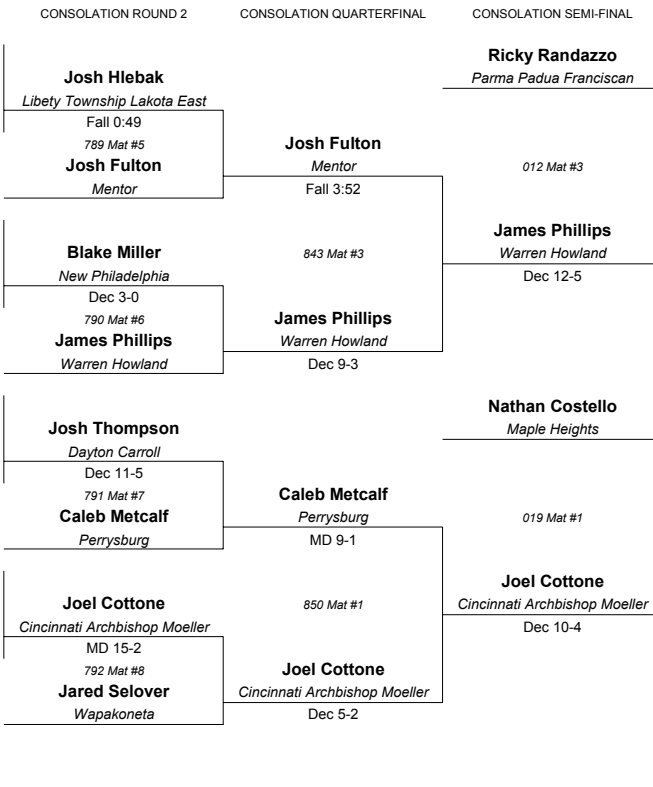 CONSOLATION ROUND 2
CONSOLATION QUARTERFINAL
CONSOLATION SEMI-FINAL
Josh Hlebak
Libety Township Lakota East
Fall 0:49
789 Mat #5
Josh Fulton
Mentor
Blake Miller
New Philadelphia
Dec 3-0
790 Mat #6
James Phillips
Warren Howland
Josh Thompson
Dayton Carroll
Dec 11-5
791 Mat #7
Caleb Metcalf
Perrysburg
Joel Cottone
Cincinnati Archbishop Moeller
MD 15-2
792 Mat #8
Jared Selover
Wapakoneta
Josh Fulton
Mentor
Fall 3:52
843 Mat #3
James Phillips
Warren Howland
Dec 9-3
Caleb Metcalf
Perrysburg
MD 9-1
850 Mat #1
Joel Cottone
Cincinnati Archbishop Moeller
Dec 5-2
Ricky Randazzo
Parma Padua Franciscan
012 Mat #3
James Phillips
Warren Howland
Dec 12-5
Nathan Costello
Maple Heights
019 Mat #1
Joel Cottone
Cincinnati Archbishop Moeller
Dec 10-4